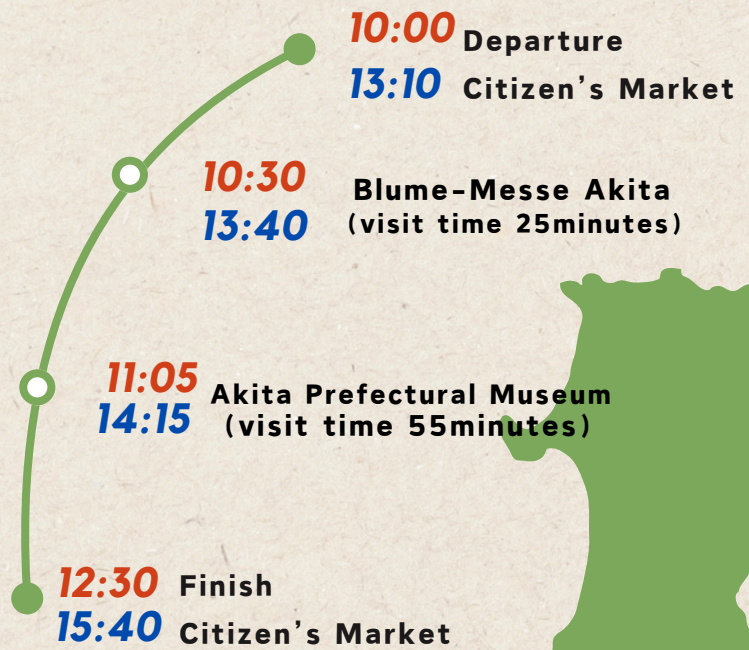 10:00 Departure
13:10 Citizen's Market
10:30 Blume-Messe Akita
13:40 (visit time 25minutes)
11:05 Akita Prefectural Museum
14:15 (visit time 55minutes)
12:30 Finish
15:40 Citizen's Market